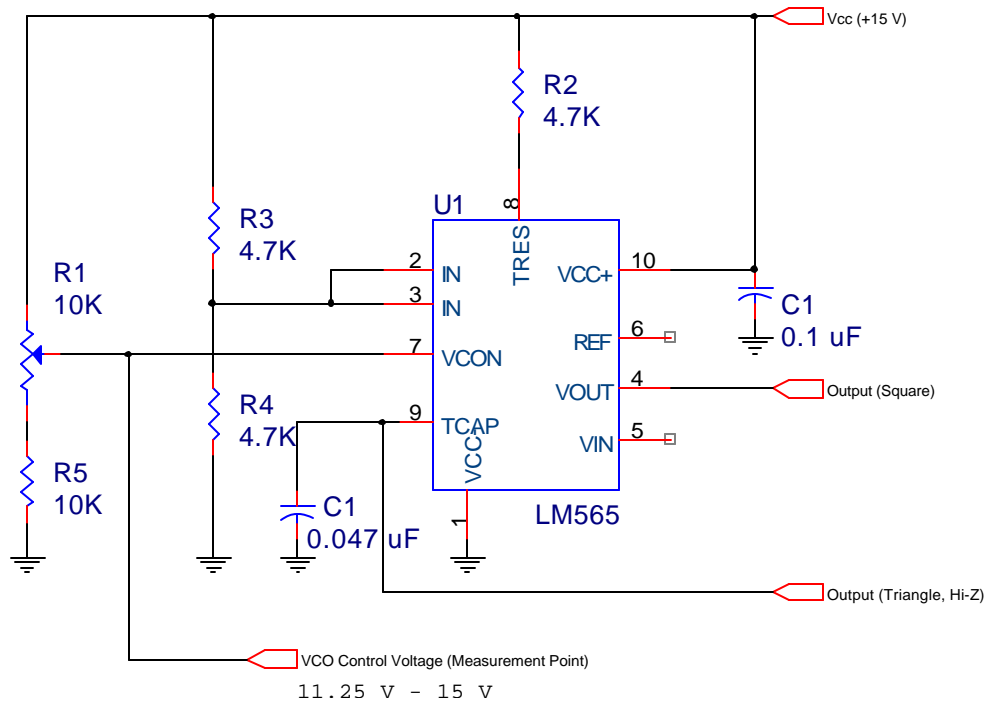 Vcc (+15 V)
R2
4.7K
U1
8
TRES
R3
4.7K
2
IN
VCC+
10
R1
10K
3
IN
C1
0.1 uF
REF
6
7
VCON
VOUT
4
Output (Square)
R4
4.7K
9
TCAP
VIN
5
VCC-
R5
10K
C1
0.047 uF
1
LM565
Output (Triangle, Hi-Z)
VCO Control Voltage (Measurement Point)
11.25 V - 15 V